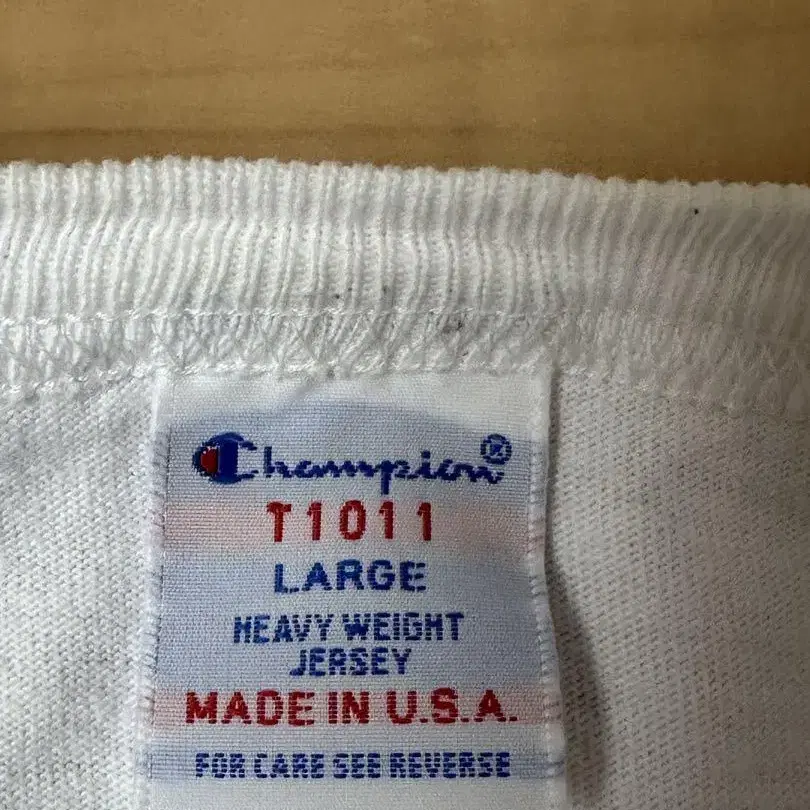 Champion®
T1011
LARGE
HEAVY WEIGHT
JERSEY
MADE IN U.S.A.
FOR CARE SEE REVERSE